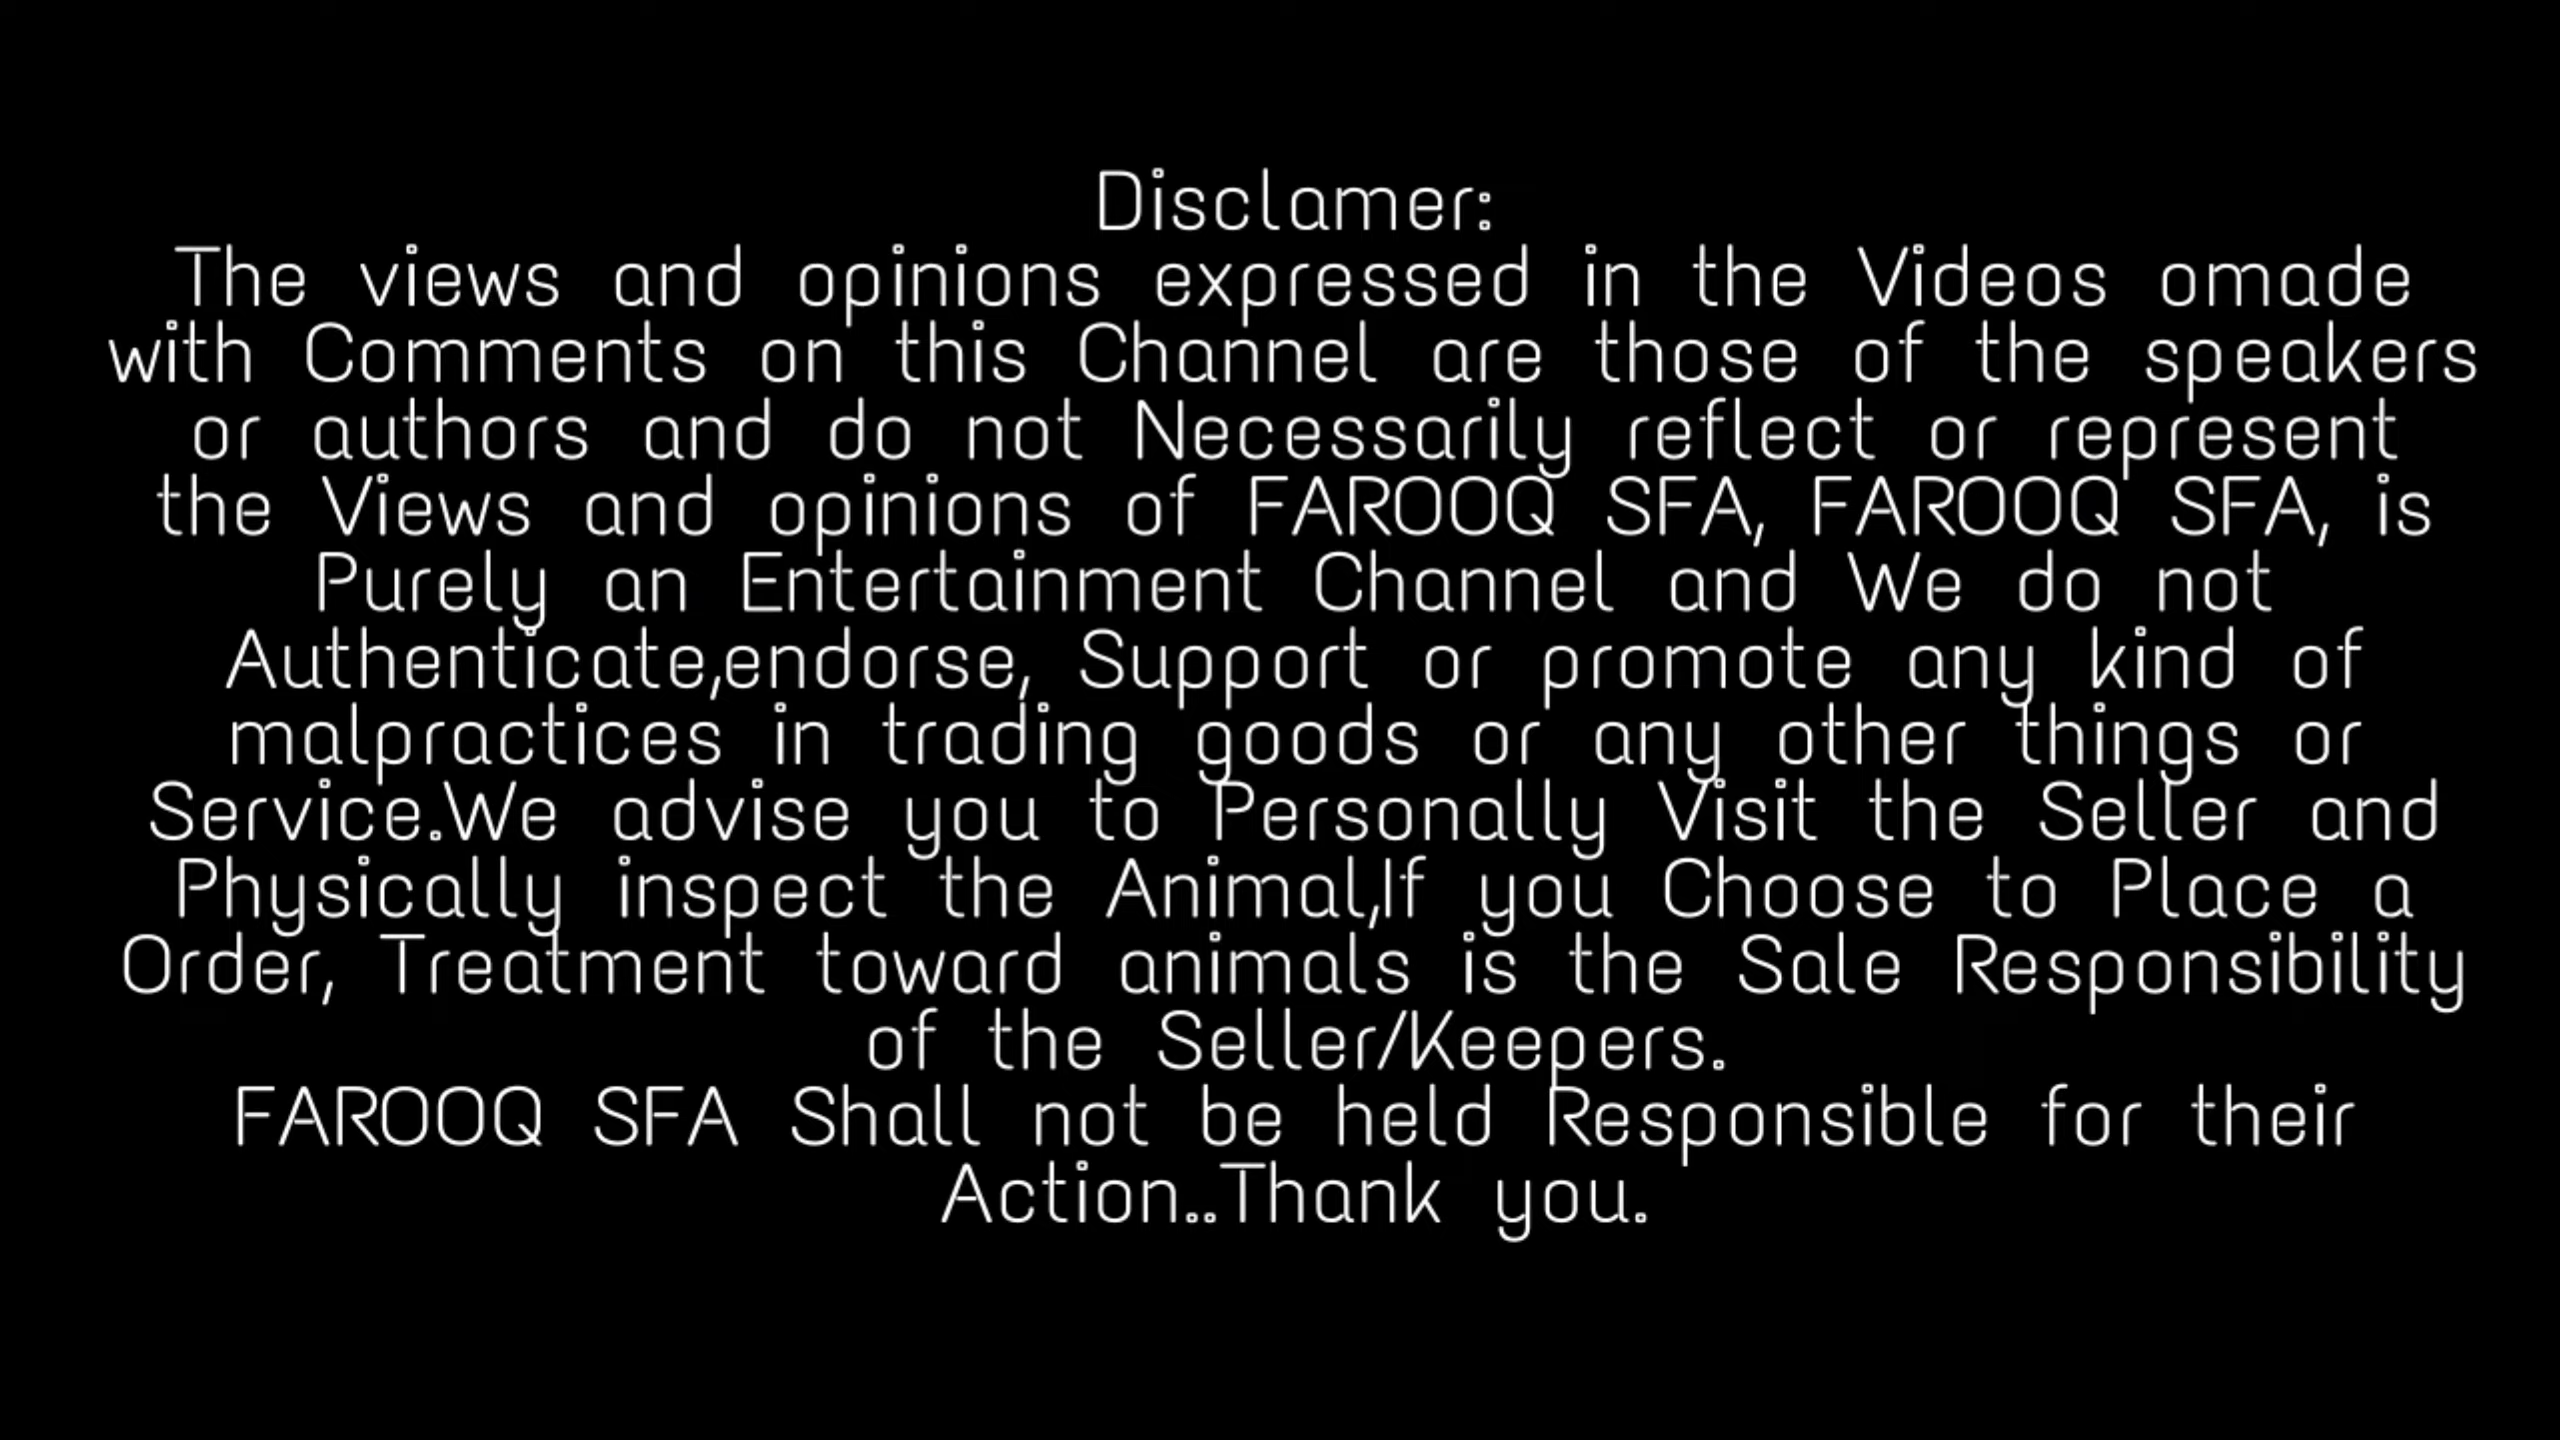 Disclamer:
The views and opinions expressed in the Videos omade
with Comments on this Channel are those of the speakers
or authors and do not Necessarily reflect or represent
the Views and opinions of FAROOQ SFA, FAROOQ SFA, is
Purely an Entertainment Channel and We do not
Authenticate,endorse, Support or promote any kind of
malpractices in trading goods or any other things or
Service.We advise you to Personally Visit the Seller and
Physically inspect the Animal,If you Choose to Place a
Order, Treatment toward animals is the Sale Responsibility
of the Seller/Keepers.
FAROOQ SFA Shall not be held Responsible for their
Action..Thank you.